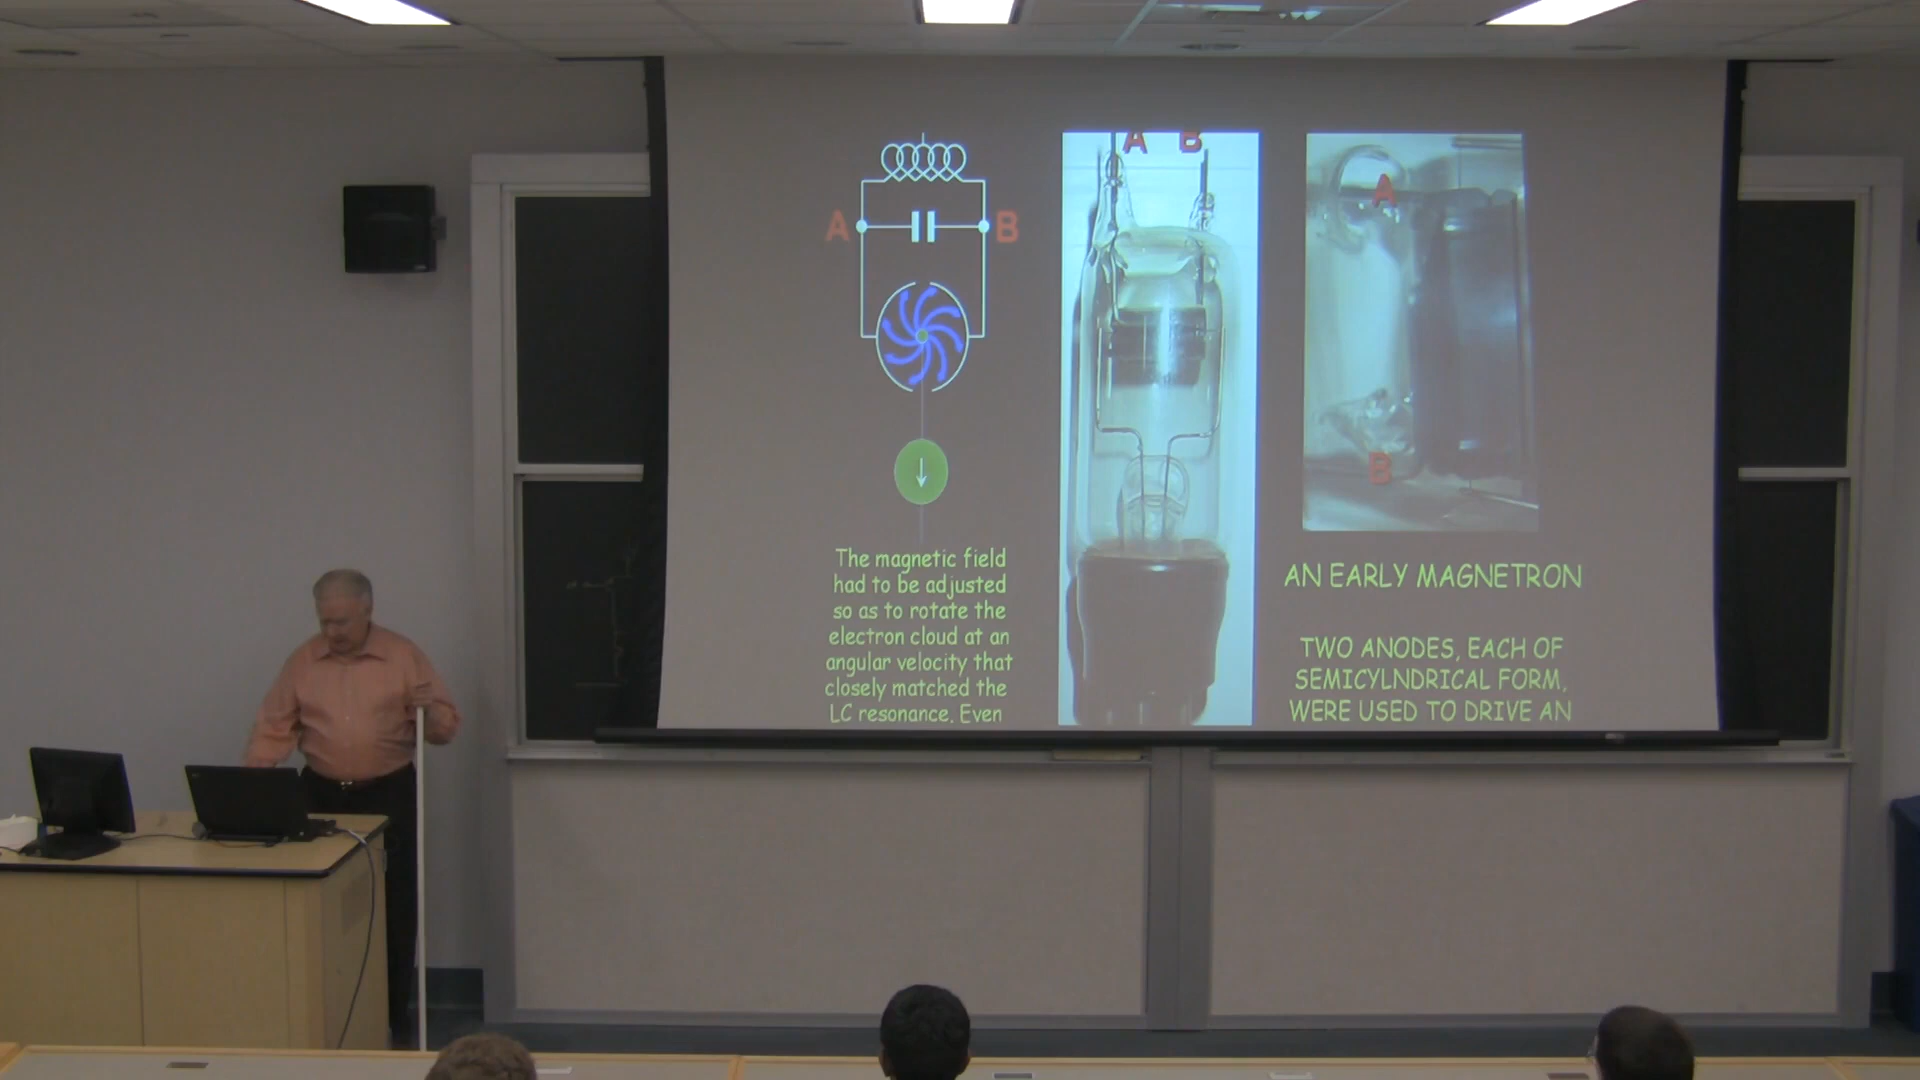 A B
A B
A
B
The magnetic field
had to be adjusted
so as to rotate the
electron cloud at an
angular velocity that
closely matched the
LC resonance. Even
AN EARLY MAGNETRON
TWO ANODES, EACH OF
SEMICYLNDRICAL FORM,
WERE USED TO DRIVE AN